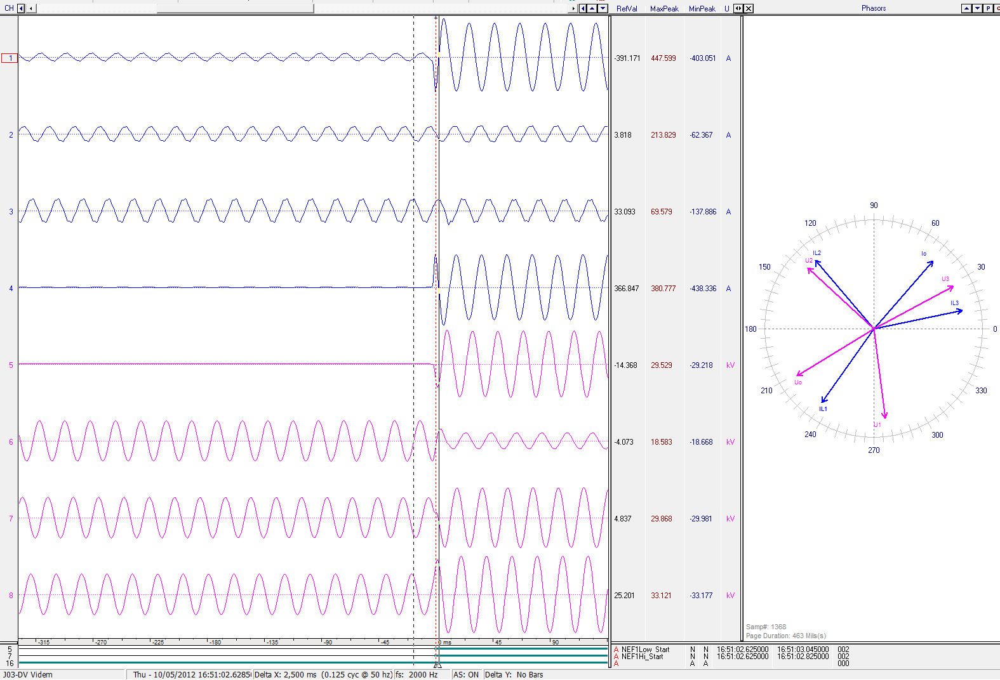 CH RefVal MaxPeak MinPeak U Phasors P
1 -391.171 447.599 -403.051 A
2 3.818 213.829 -62.367 A
3 33.093 69.579 -137.886 A
4 366.847 380.777 -438.336 A
5 -14.368 29.529 -29.218 kV
6 -4.073 18.583 -18.668 kV
7 4.837 29.868 -29.981 kV
8 25.201 33.121 -33.177 kV
90
120 60
IL2 Io
U2
150 30
U3
IL3
180 0
Uo
210 330
IL1
U1
240 300
270
Samp#: 1368
Page Duration: 463 Mils(s)
-315 -270 -225 -180 -135 -90 -45 0 ms 45 90
5 A NEF1Low_Start N N 16:51:02.625000 16:51:03.045000 002
7 A NEF1Hi_Start N N 16:51:02.625000 16:51:02.825000 002
16 A A A 000
J03-DV Videm Thu - 10/05/2012 16:51:02.6285 Delta X: 2,500 ms (0.125 cyc @ 50 hz) fs: 2000 Hz AS: ON Delta Y: No Bars